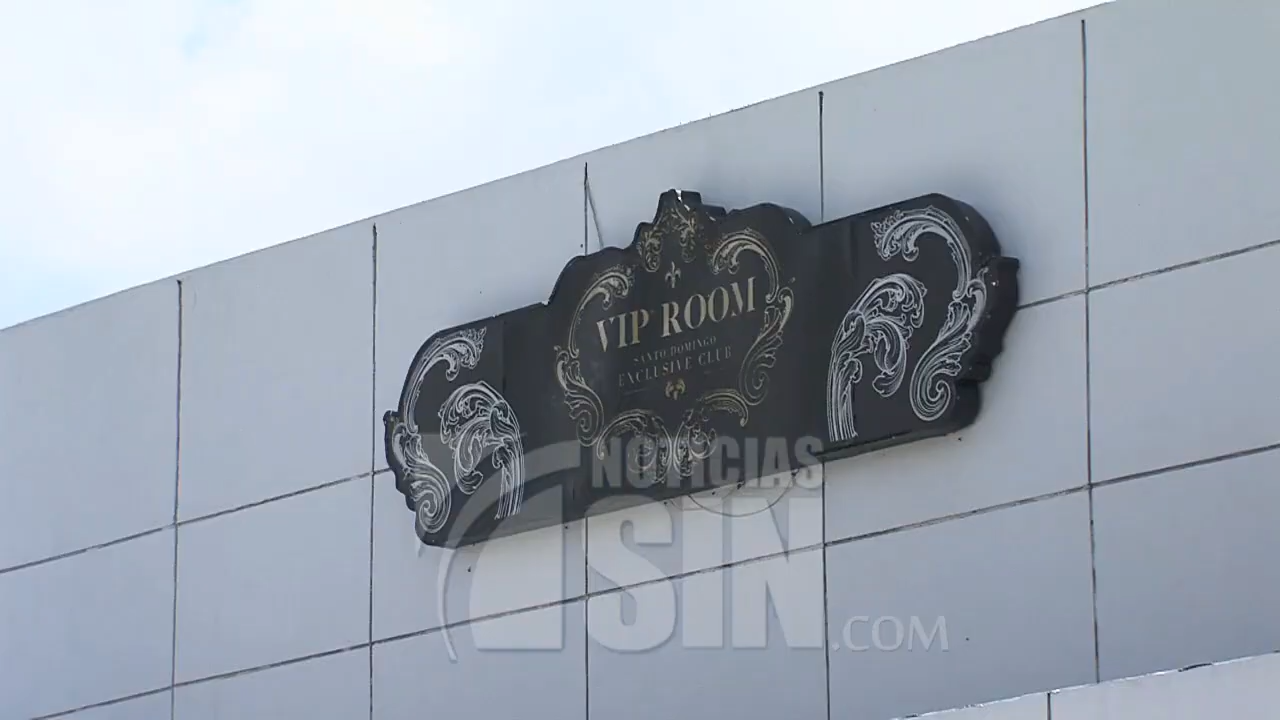 VIP ROOM
SANTO DOMINGO
EXCLUSIVE CLUB
NOTICIAS
SIN
.COM